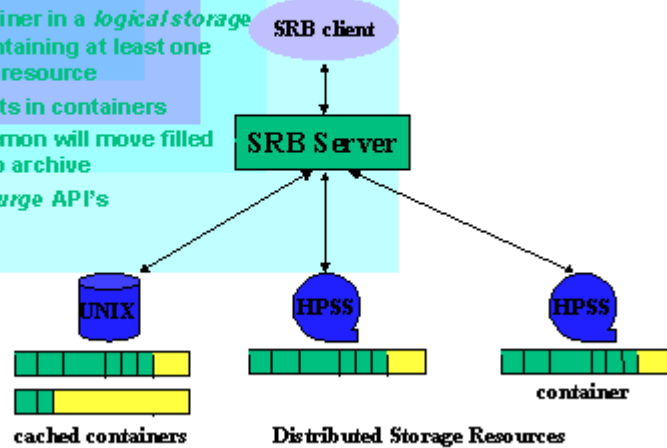 iner in a logical storage
ntaining at least one
resource
ts in containers
mon will move filled
o archive
urge API's
SRB client
SRB Server
UNIX
HPSS
HPSS
container
cached containers
Distributed Storage Resources